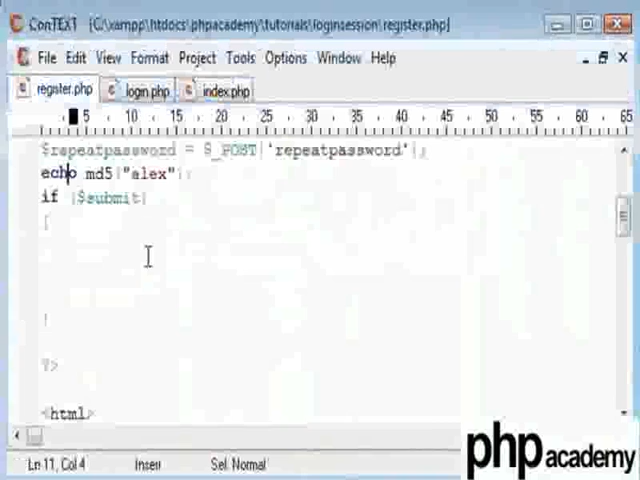 ConTEXT - [C:\xampp\htdocs\phpacademy\tutorials\loginsession\register.php]
File Edit View Format Project Tools Options Window Help
register.php login.php index.php
5 10 15 20 25 30 35 40 45 50 55 60 65
$repeatpassword = $_POST['repeatpassword'];
echo md5("alex");
if ($submit)
{
}
?>
<html>
Ln 11, Col 4 Insert Sel: Normal
php academy